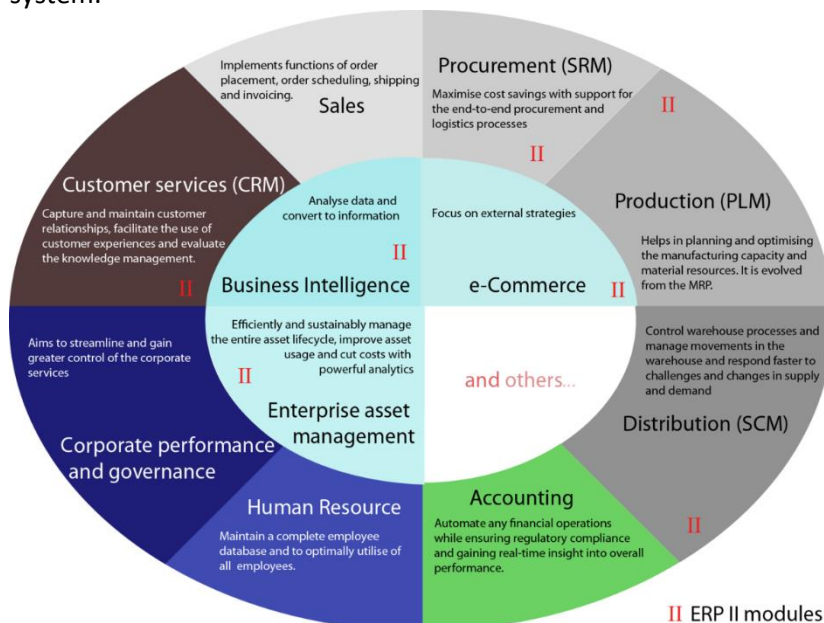 system.
Implements functions of order
placement, order scheduling, shipping
and invoicing.
Sales
Procurement (SRM)
Maximise cost savings with support for
the end-to-end procurement and
logistics processes
II
II
Customer services (CRM)
Capture and maintain customer
relationships, facilitate the use of
customer experiences and evaluate
the knowledge management.
II
Analyse data and
convert to information
II
Business Intelligence
Focus on external strategies
e-Commerce
II
Production (PLM)
Helps in planning and optimising
the manufacturing capacity and
material resources. It is evolved
from the MRP.
Aims to streamline and gain
greater control of the corporate
services
Corporate performance
and governance
Efficiently and sustainably manage
the entire asset lifecycle, improve asset
usage and cut costs with
powerful analytics
II
Enterprise asset
management
and others...
Control warehouse processes and
manage movements in the
warehouse and respond faster to
challenges and changes in supply
and demand
Distribution (SCM)
II
Human Resource
Maintain a complete employee
database and to optimally utilise of
all employees.
Accounting
Automate any financial operations
while ensuring regulatory compliance
and gaining real-time insight into overall
performance.
II ERP II modules